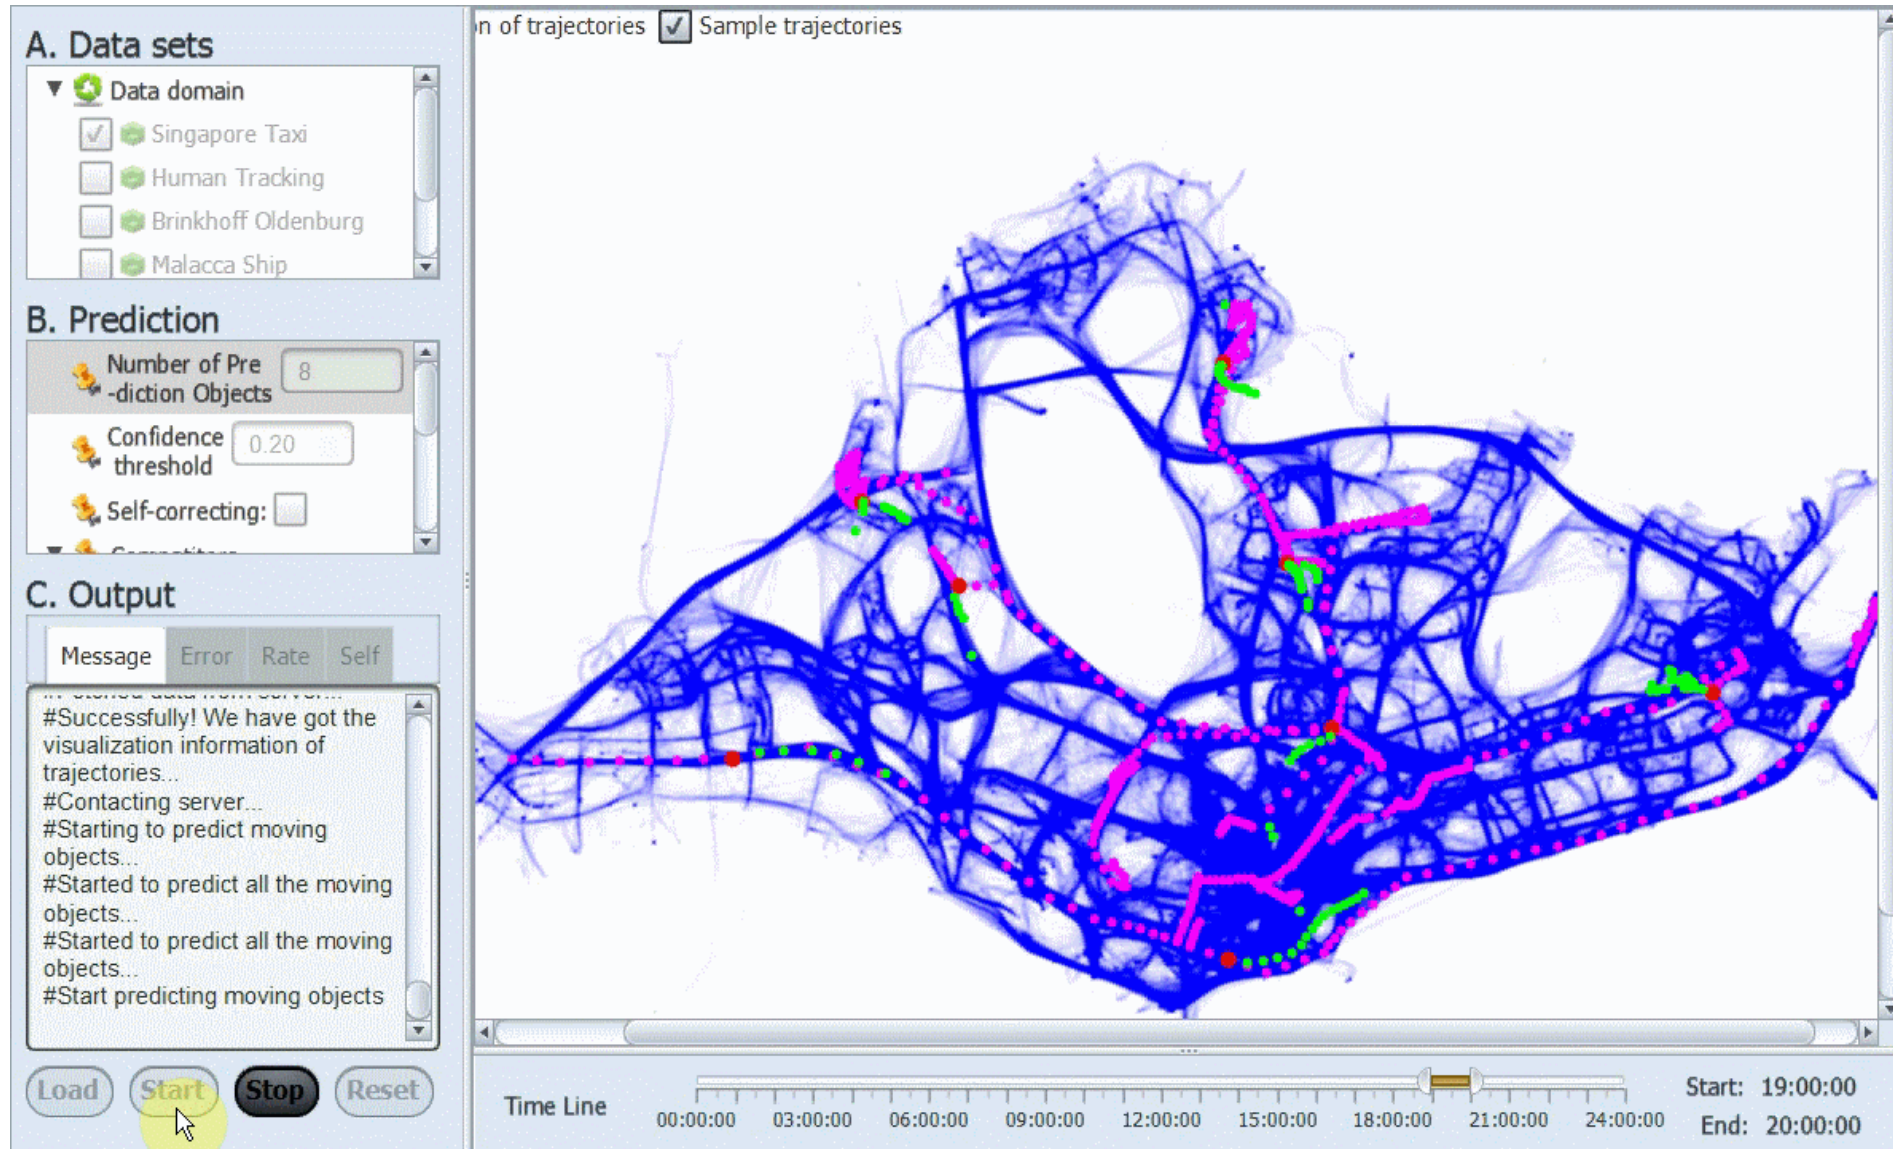 A. Data sets
Data domain
Singapore Taxi
Human Tracking
Brinkhoff Oldenburg
Malacca Ship
B. Prediction
Number of Pre
-diction Objects
8
Confidence
threshold
0.20
Self-correcting:
C. Output
Message Error Rate Self
#Successfully! We have got the
visualization information of
trajectories...
#Contacting server...
#Starting to predict moving
objects...
#Started to predict all the moving
objects...
#Started to predict all the moving
objects...
#Start predicting moving objects
Load Start Stop Reset
n of trajectories Sample trajectories
Time Line
00:00:00 03:00:00 06:00:00 09:00:00 12:00:00 15:00:00 18:00:00 21:00:00 24:00:00
Start: 19:00:00
End: 20:00:00